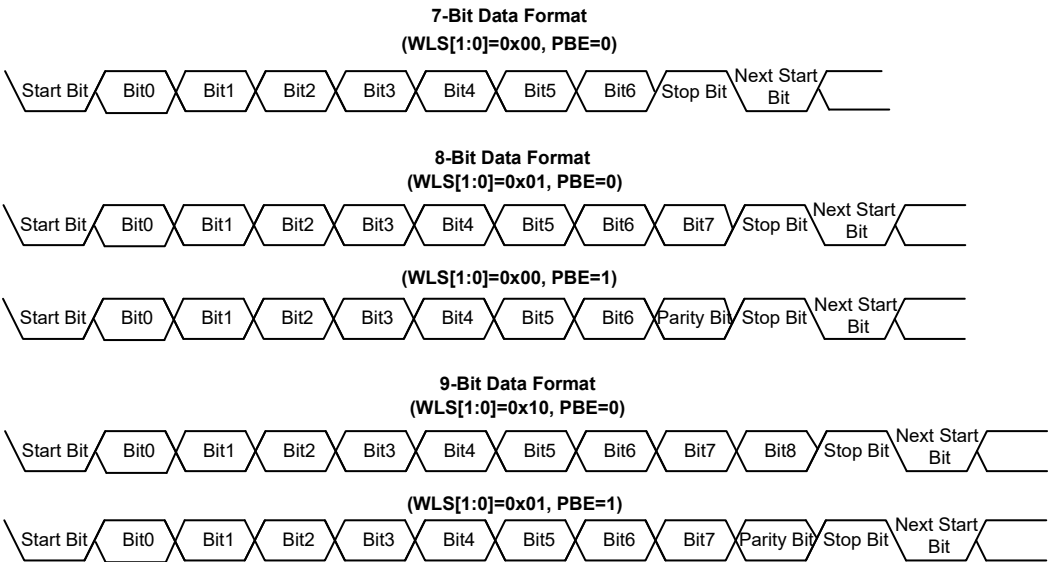 7-Bit Data Format
(WLS[1:0]=0x00, PBE=0)
Start Bit Bit0 Bit1 Bit2 Bit3 Bit4 Bit5 Bit6 Stop Bit Next Start Bit
8-Bit Data Format
(WLS[1:0]=0x01, PBE=0)
Start Bit Bit0 Bit1 Bit2 Bit3 Bit4 Bit5 Bit6 Bit7 Stop Bit Next Start Bit
(WLS[1:0]=0x00, PBE=1)
Start Bit Bit0 Bit1 Bit2 Bit3 Bit4 Bit5 Bit6 Parity Bit Stop Bit Next Start Bit
9-Bit Data Format
(WLS[1:0]=0x10, PBE=0)
Start Bit Bit0 Bit1 Bit2 Bit3 Bit4 Bit5 Bit6 Bit7 Bit8 Stop Bit Next Start Bit
(WLS[1:0]=0x01, PBE=1)
Start Bit Bit0 Bit1 Bit2 Bit3 Bit4 Bit5 Bit6 Bit7 Parity Bit Stop Bit Next Start Bit